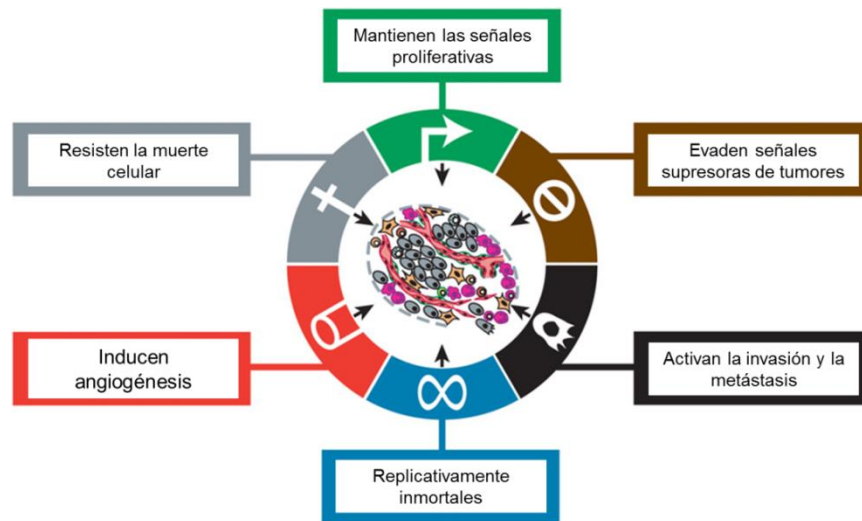 Mantienen las señales
proliferativas
Resisten la muerte
celular
Evaden señales
supresoras de tumores
Inducen
angiogénesis
Activan la invasión y la
metástasis
Replicativamente
inmortales